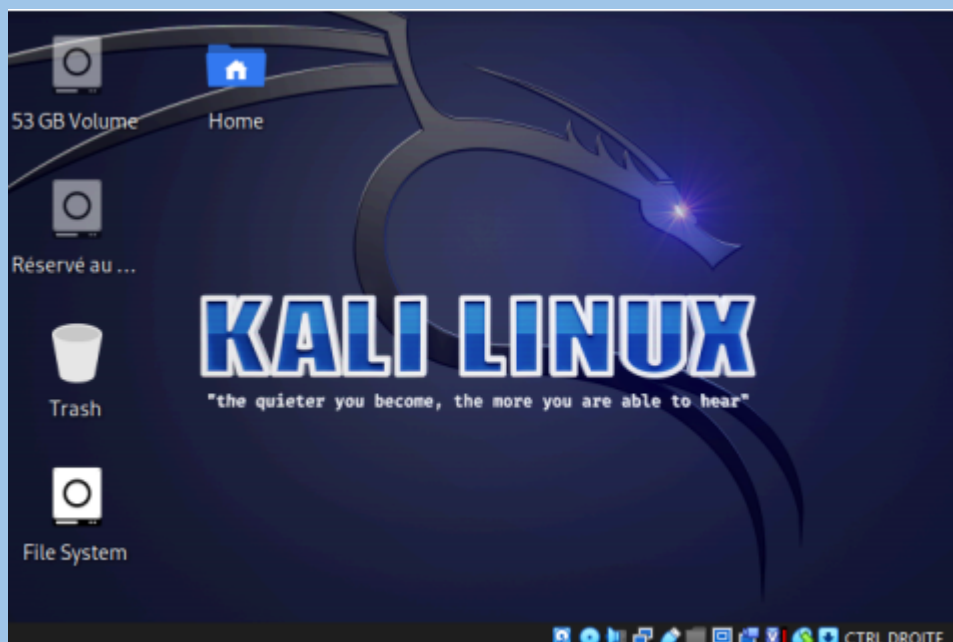 53 GB Volume
Home
Réservé au ...
KALI LINUX
"the quieter you become, the more you are able to hear"
Trash
File System
CTRL DROITE